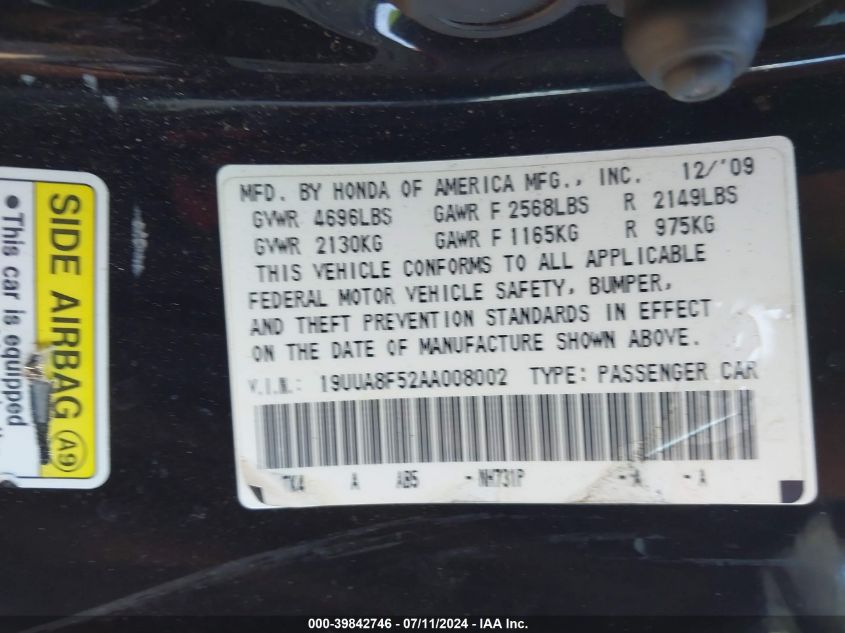 MFD. BY HONDA OF AMERICA MFG., INC. 12/'09
GVWR 4696LBS GAWR F 2568LBS R 2149LBS
GVWR 2130KG GAWR F 1165KG R 975KG
THIS VEHICLE CONFORMS TO ALL APPLICABLE
FEDERAL MOTOR VEHICLE SAFETY, BUMPER,
AND THEFT PREVENTION STANDARDS IN EFFECT
ON THE DATE OF MANUFACTURE SHOWN ABOVE.
V.I.N.: 19UUA8F52AA008002 TYPE: PASSENGER CAR
TK4 A AB5 - NH731P - A - A
SIDE AIRBAG A9
●This car is equipped
000-39842746 / 07/11/2024 - IAA Inc.